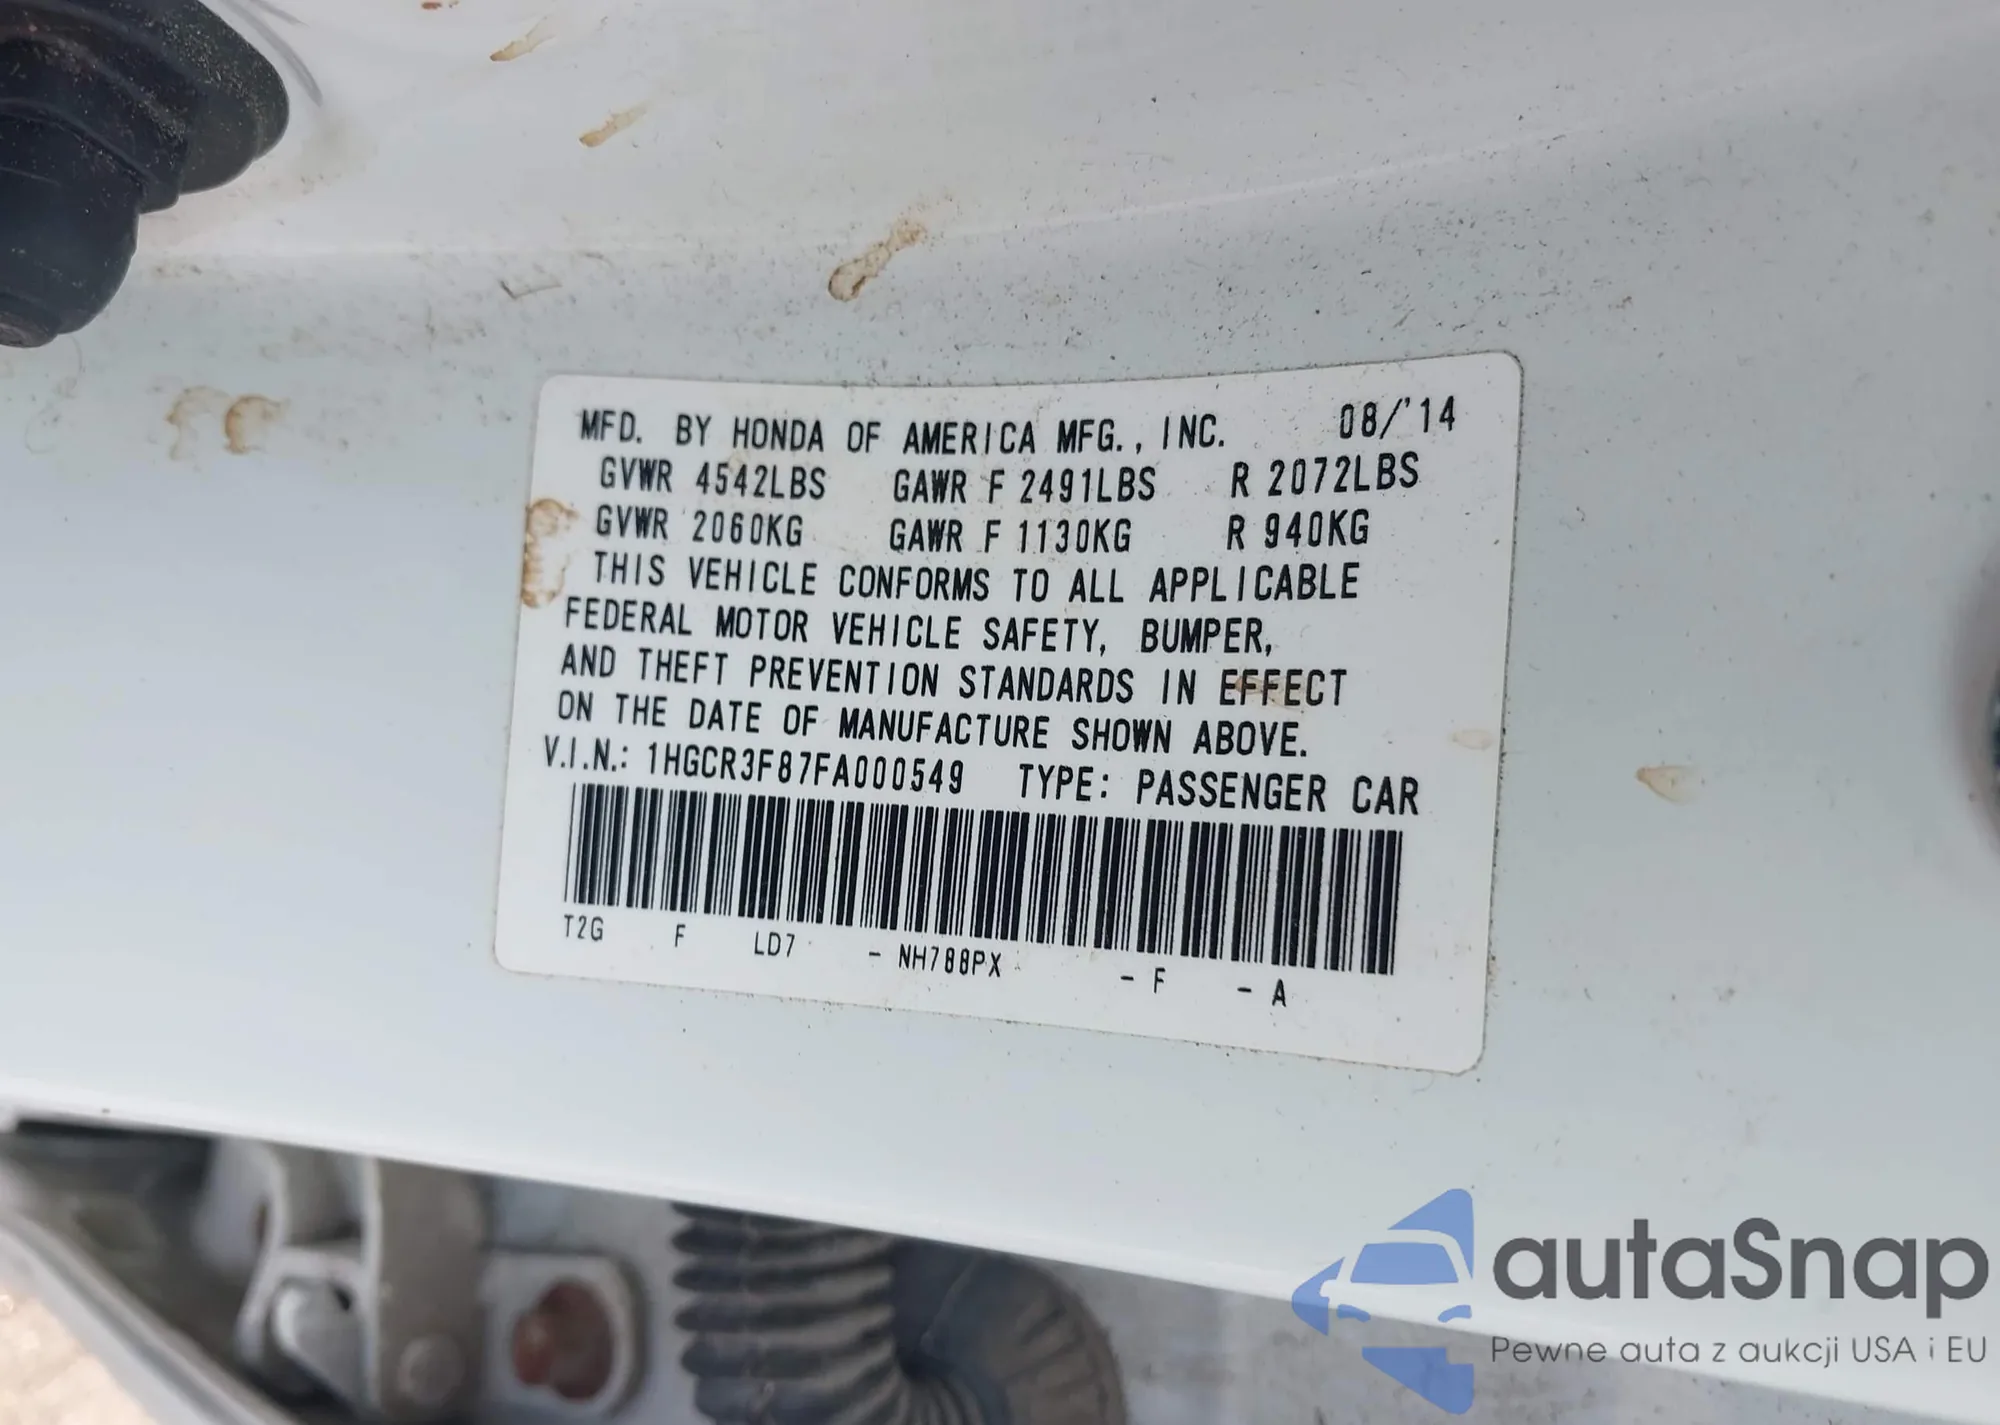 MFD. BY HONDA OF AMERICA MFG., INC. 08/'14
GVWR 4542LBS GAWR F 2491LBS R 2072LBS
GVWR 2060KG GAWR F 1130KG R 940KG
THIS VEHICLE CONFORMS TO ALL APPLICABLE
FEDERAL MOTOR VEHICLE SAFETY, BUMPER,
AND THEFT PREVENTION STANDARDS IN EFFECT
ON THE DATE OF MANUFACTURE SHOWN ABOVE.
V.I.N.: 1HGCR3F87FA000549 TYPE: PASSENGER CAR
T2G F LD7 - NH788PX - F - A
autaSnap
Pewne auta z aukcji USA i EU